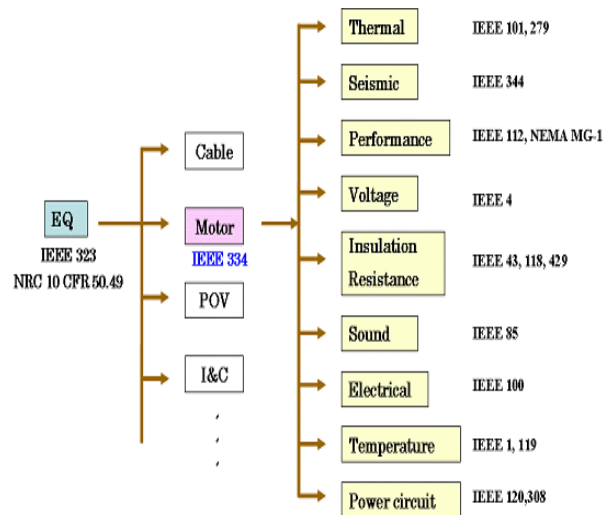 EQ
IEEE 323
NRC 10 CFR 50.49
Cable
Motor
IEEE 334
POV
I&C
Thermal
IEEE 101, 279
Seismic
IEEE 344
Performance
IEEE 112, NEMA MG-1
Voltage
IEEE 4
Insulation
Resistance
IEEE 43, 118, 429
Sound
IEEE 85
Electrical
IEEE 100
Temperature
IEEE 1, 119
Power circuit
IEEE 120,308